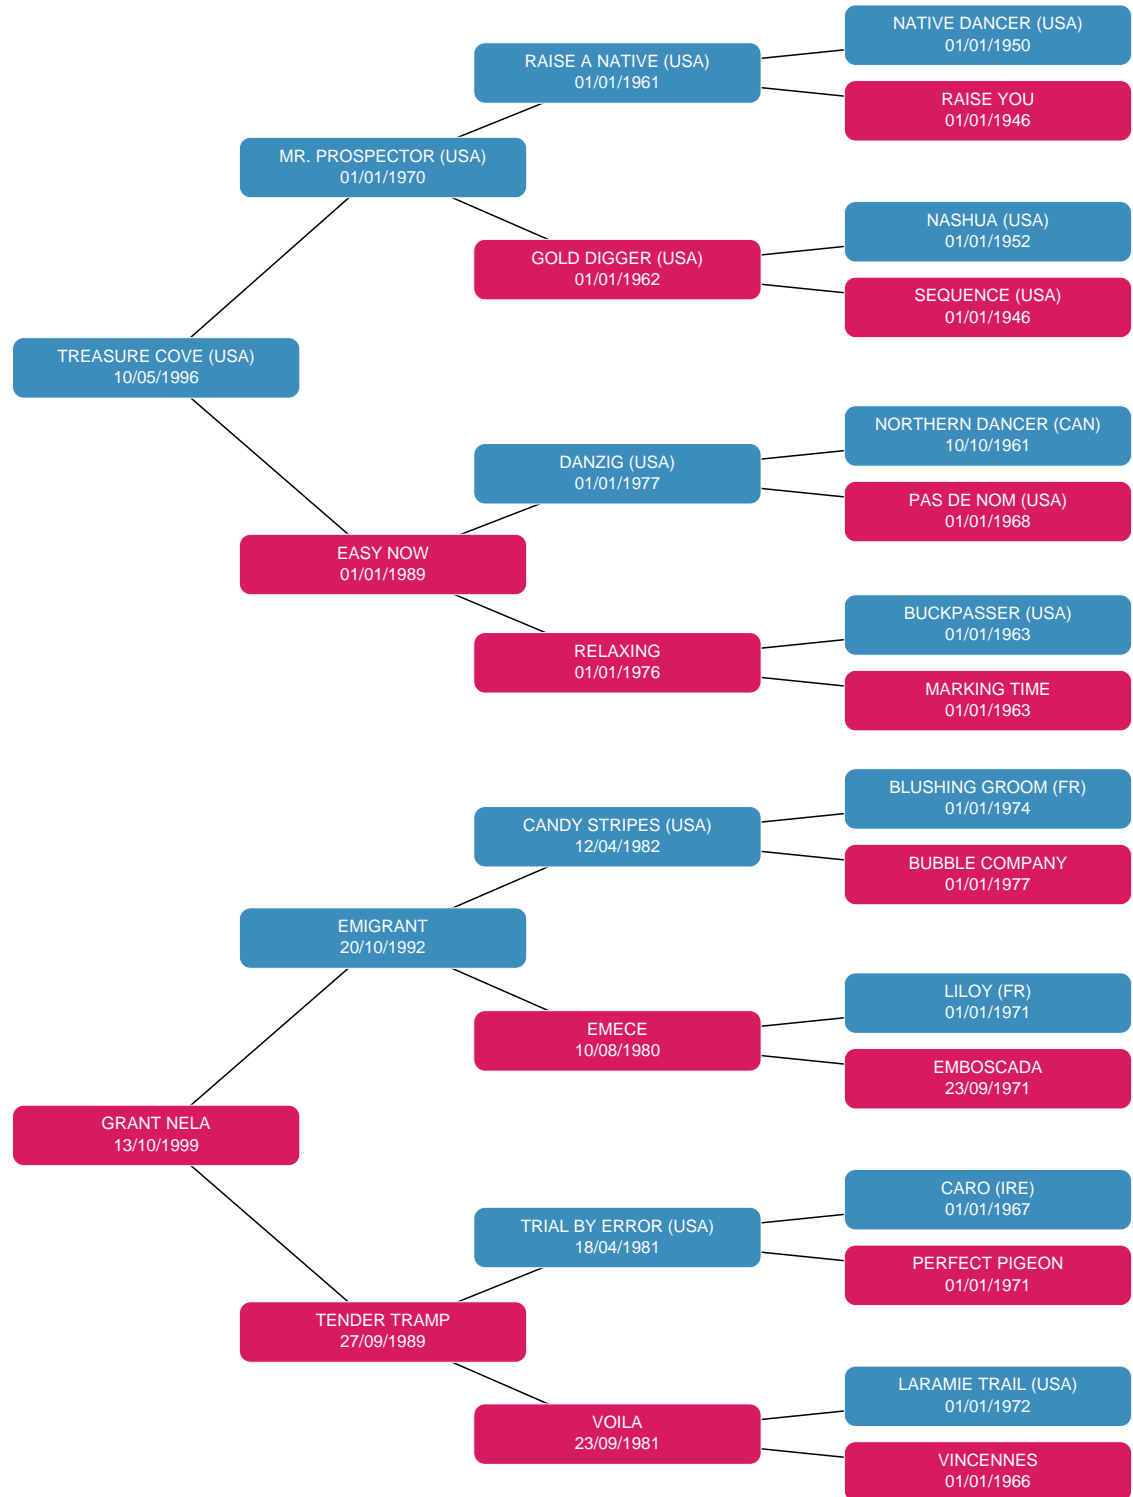 NATIVE DANCER (USA)
01/01/1950
RAISE A NATIVE (USA)
01/01/1961
RAISE YOU
01/01/1946
MR. PROSPECTOR (USA)
01/01/1970
NASHUA (USA)
01/01/1952
GOLD DIGGER (USA)
01/01/1962
SEQUENCE (USA)
01/01/1946
TREASURE COVE (USA)
10/05/1996
NORTHERN DANCER (CAN)
10/10/1961
DANZIG (USA)
01/01/1977
PAS DE NOM (USA)
01/01/1968
EASY NOW
01/01/1989
BUCKPASSER (USA)
01/01/1963
RELAXING
01/01/1976
MARKING TIME
01/01/1963
BLUSHING GROOM (FR)
01/01/1974
CANDY STRIPES (USA)
12/04/1982
BUBBLE COMPANY
01/01/1977
EMIGRANT
20/10/1992
LILOY (FR)
01/01/1971
EMECE
10/08/1980
EMBOSCADA
23/09/1971
GRANT NELA
13/10/1999
CARO (IRE)
01/01/1967
TRIAL BY ERROR (USA)
18/04/1981
PERFECT PIGEON
01/01/1971
TENDER TRAMP
27/09/1989
LARAMIE TRAIL (USA)
01/01/1972
VOILA
23/09/1981
VINCENNES
01/01/1966